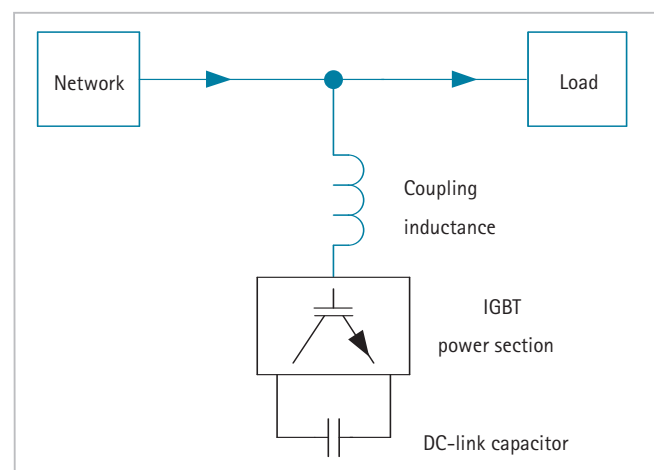 Network
Load
Coupling
inductance
IGBT
power section
DC-link capacitor